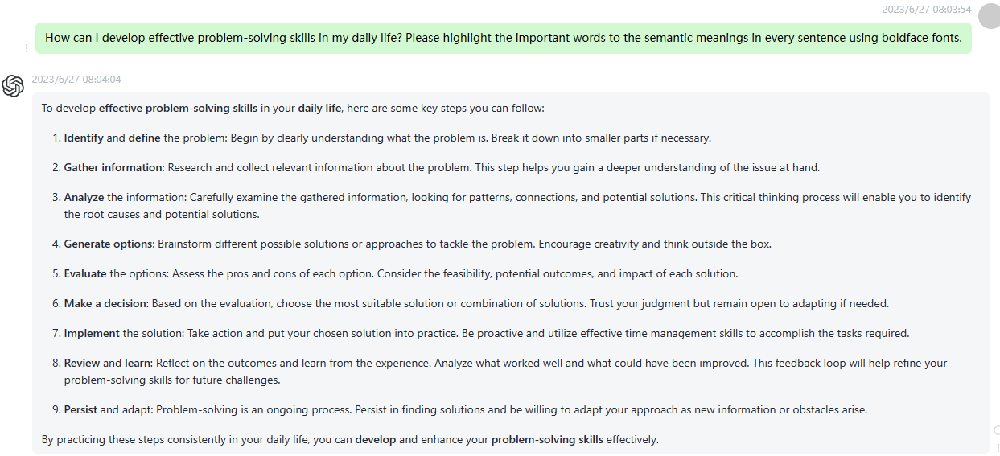 2023/6/27 08:03:54
How can I develop effective problem-solving skills in my daily life? Please highlight the important words to the semantic meanings in every sentence using boldface fonts.
2023/6/27 08:04:04
To develop effective problem-solving skills in your daily life, here are some key steps you can follow:
1. Identify and define the problem: Begin by clearly understanding what the problem is. Break it down into smaller parts if necessary.
2. Gather information: Research and collect relevant information about the problem. This step helps you gain a deeper understanding of the issue at hand.
3. Analyze the information: Carefully examine the gathered information, looking for patterns, connections, and potential solutions. This critical thinking process will enable you to identify
the root causes and potential solutions.
4. Generate options: Brainstorm different possible solutions or approaches to tackle the problem. Encourage creativity and think outside the box.
5. Evaluate the options: Assess the pros and cons of each option. Consider the feasibility, potential outcomes, and impact of each solution.
6. Make a decision: Based on the evaluation, choose the most suitable solution or combination of solutions. Trust your judgment but remain open to adapting if needed.
7. Implement the solution: Take action and put your chosen solution into practice. Be proactive and utilize effective time management skills to accomplish the tasks required.
8. Review and learn: Reflect on the outcomes and learn from the experience. Analyze what worked well and what could have been improved. This feedback loop will help refine your
problem-solving skills for future challenges.
9. Persist and adapt: Problem-solving is an ongoing process. Persist in finding solutions and be willing to adapt your approach as new information or obstacles arise.
By practicing these steps consistently in your daily life, you can develop and enhance your problem-solving skills effectively.